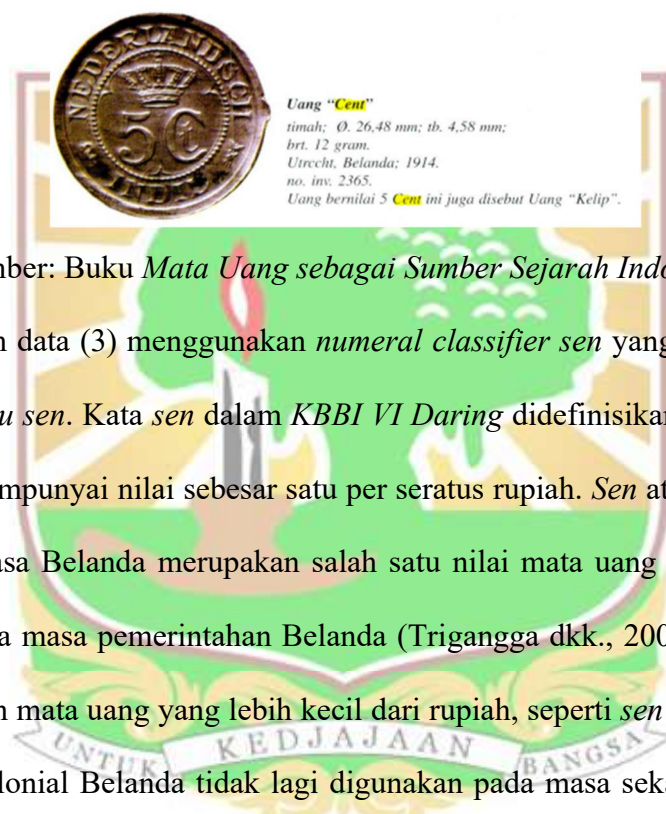 NEDERLANDSCH
5 Ct
INDIË
Uang “Cent”
timah; Ø. 26,48 mm; tb. 4,58 mm;
brt. 12 gram.
Utrecht, Belanda; 1914.
no. inv. 2365.
Uang bernilai 5 Cent ini juga disebut Uang “Kelip”.
mber: Buku Mata Uang sebagai Sumber Sejarah Indo
n data (3) menggunakan numeral classifier sen yang
u sen. Kata sen dalam KBBI VI Daring didefinisikan
mpunyai nilai sebesar satu per seratus rupiah. Sen at
asa Belanda merupakan salah satu nilai mata uang
a masa pemerintahan Belanda (Trigangga dkk., 200
n mata uang yang lebih kecil dari rupiah, seperti sen
UNTUK KEDJAJAAN BANGSA
lonial Belanda tidak lagi digunakan pada masa seka